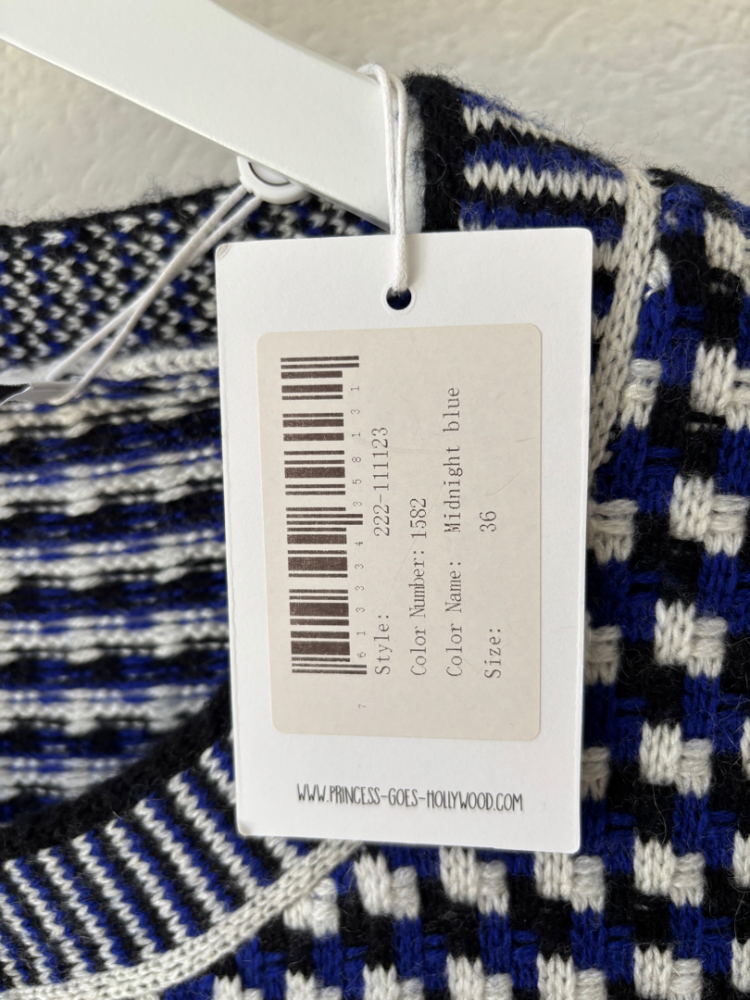 7 613334 358131
Style: 222-111123
Color Number: 1582
Color Name: Midnight blue
Size: 36
WWW.PRINCESS-GOES-HOLLYWOOD.COM